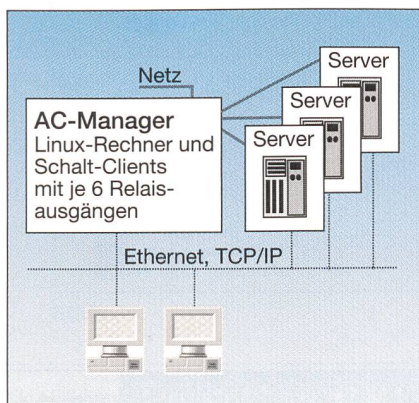 Netz
AC-Manager
Linux-Rechner und
Schalt-Clients
mit je 6 Relais-
ausgängen
Server
Server
Server
Ethernet, TCP/IP